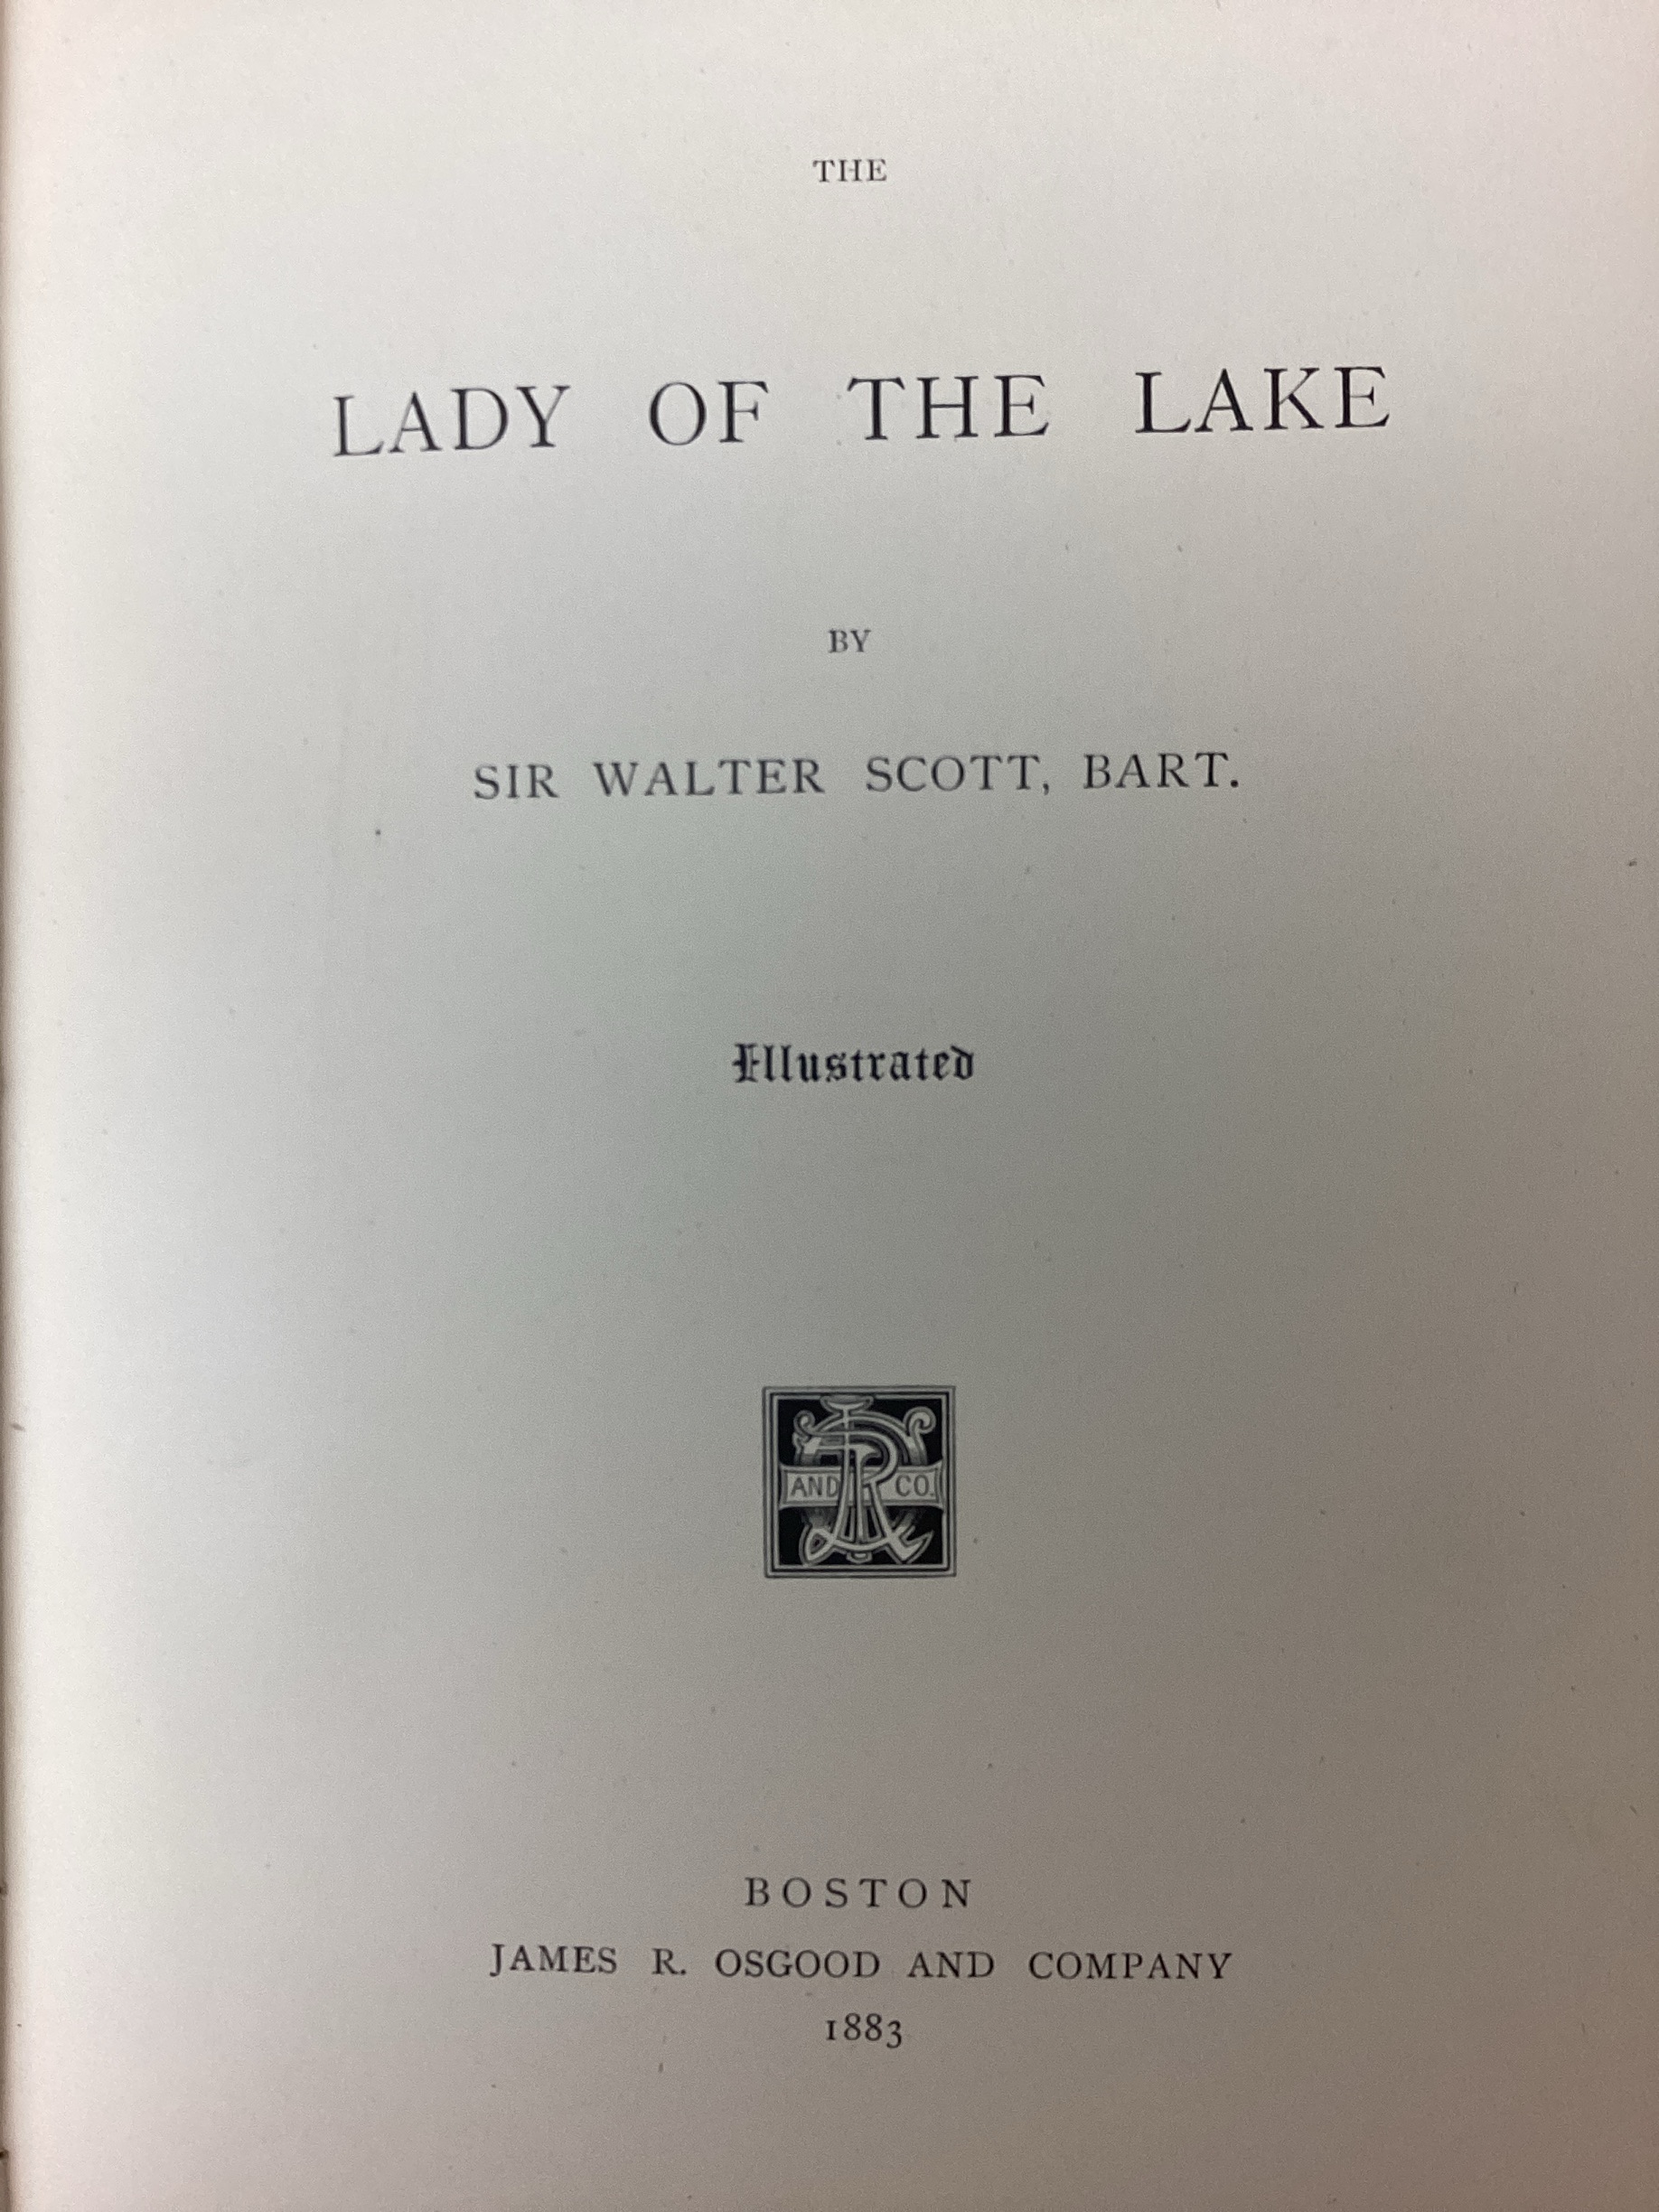 THE
LADY OF THE LAKE
BY
SIR WALTER SCOTT, BART.
Illustrated
AND R CO.
BOSTON
JAMES R. OSGOOD AND COMPANY
1883